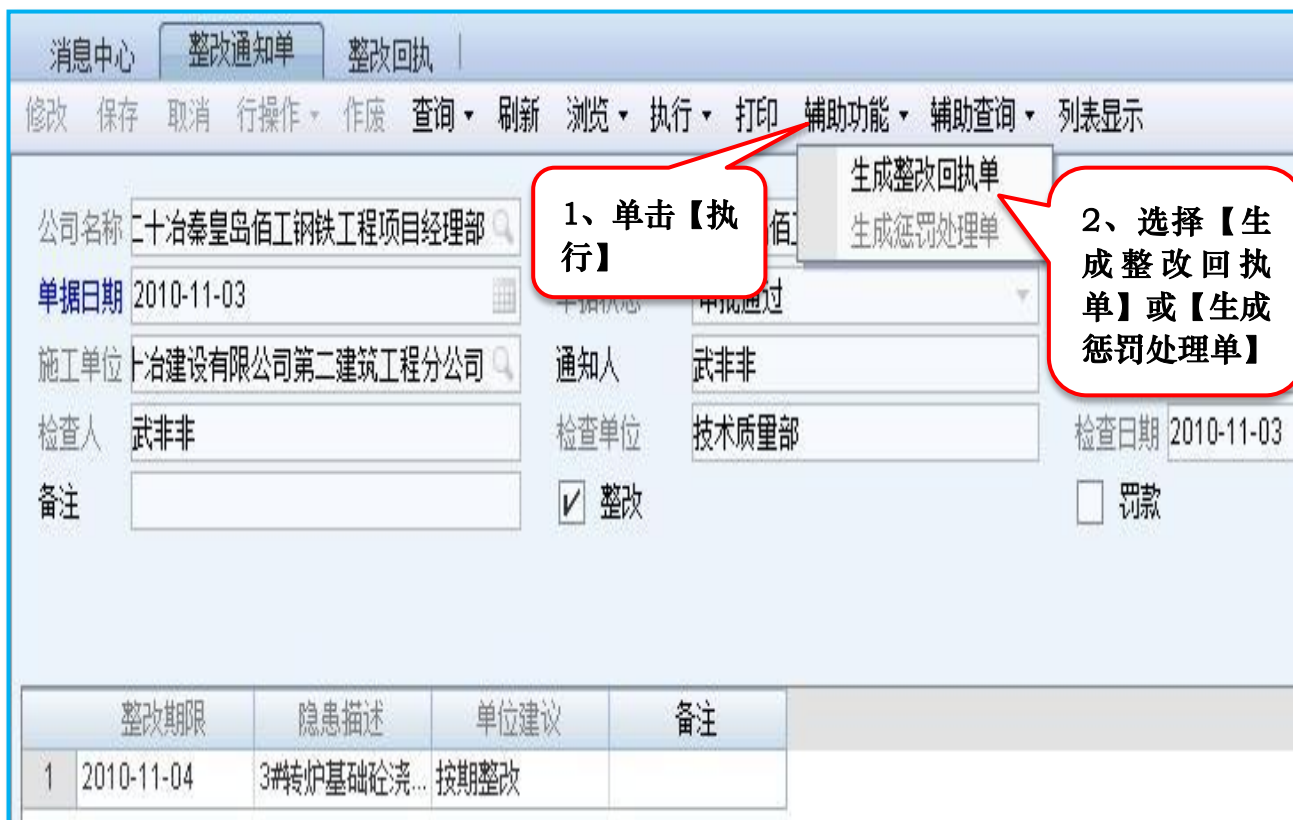 消息中心 整改通知单 整改回执
修改 保存 取消 行操作 作废 查询 刷新 浏览 执行 打印 辅助功能 辅助查询 列表显示
生成整改回执单
生成惩罚处理单
1、单击【执
行】
2、选择【生
成整改回执
单】或【生成
惩罚处理单】
公司名称 二十冶秦皇岛佰工钢铁工程项目经理部
单据日期 2010-11-03 单据状态 审批通过
施工单位 十冶建设有限公司第二建筑工程分公司 通知人 武非非
检查人 武非非 检查单位 技术质量部 检查日期 2010-11-03
备注 整改 罚款
整改期限 隐患描述 单位建议 备注
1 2010-11-04 3#转炉基础砼浇... 按期整改